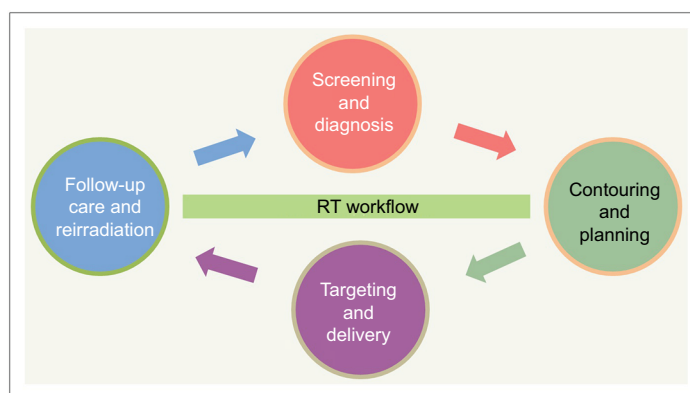 Screening
and
diagnosis
Follow-up
care and
reirradiation
RT workflow
Contouring
and
planning
Targeting
and
delivery